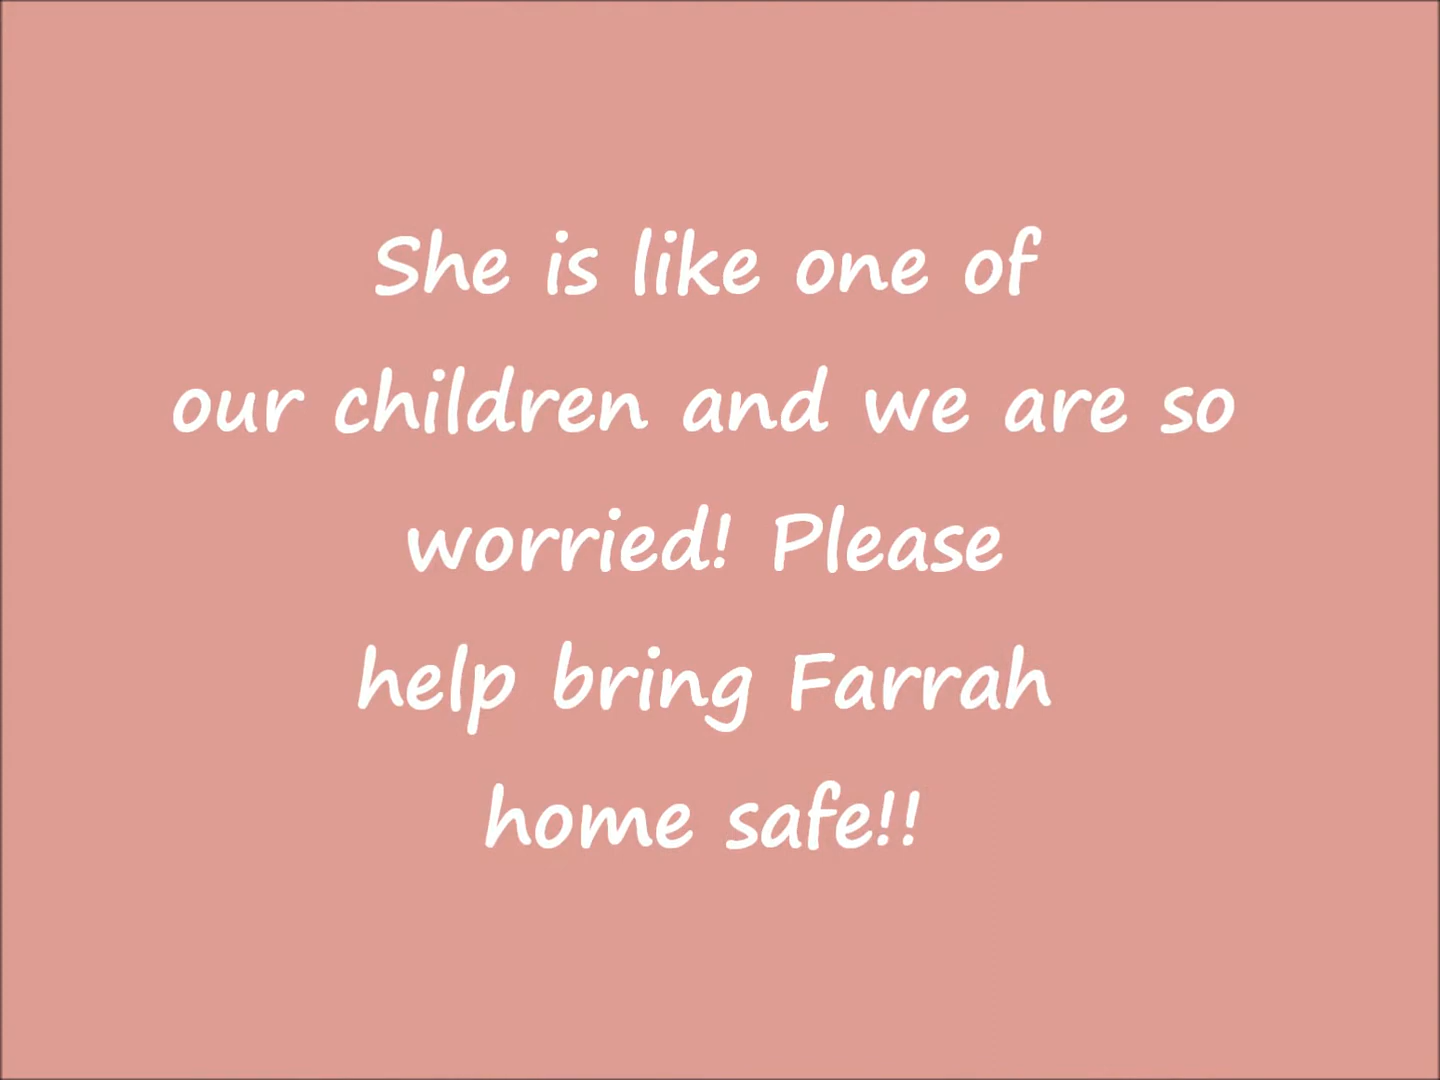 She is like one of
our children and we are so
worried! Please
help bring Farrah
home safe!!